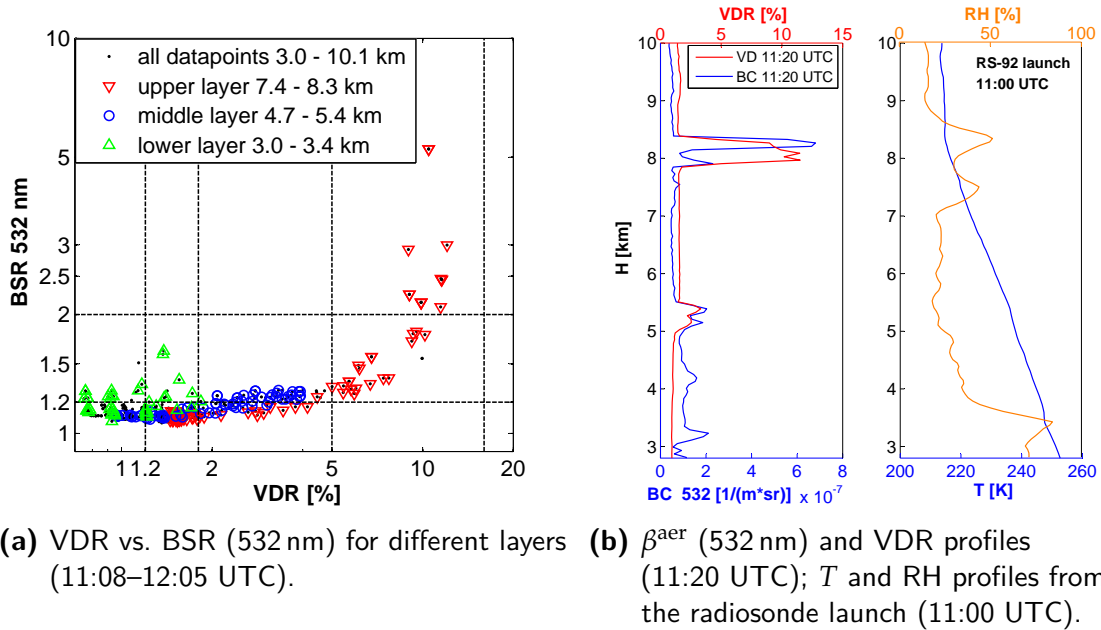 10
5
3
2.5
2
1.5
1.2
1
BSR 532 nm
all datapoints 3.0 - 10.1 km
upper layer 7.4 - 8.3 km
middle layer 4.7 - 5.4 km
lower layer 3.0 - 3.4 km
11.2 2 5 10 20
VDR [%]
VDR [%]
0 5 10 15
VD 11:20 UTC
BC 11:20 UTC
10
9
8
7
6
5
4
3
H [km]
0 2 4 6 8
BC 532 [1/(m*sr)] x 10-7
RH [%]
0 50 100
RS-92 launch
11:00 UTC
10
9
8
7
6
5
4
3
200 220 240 260
T [K]
(a) VDR vs. BSR (532 nm) for different layers
(11:08–12:05 UTC).
(b) βaer (532 nm) and VDR profiles
(11:20 UTC); T and RH profiles from
the radiosonde launch (11:00 UTC).